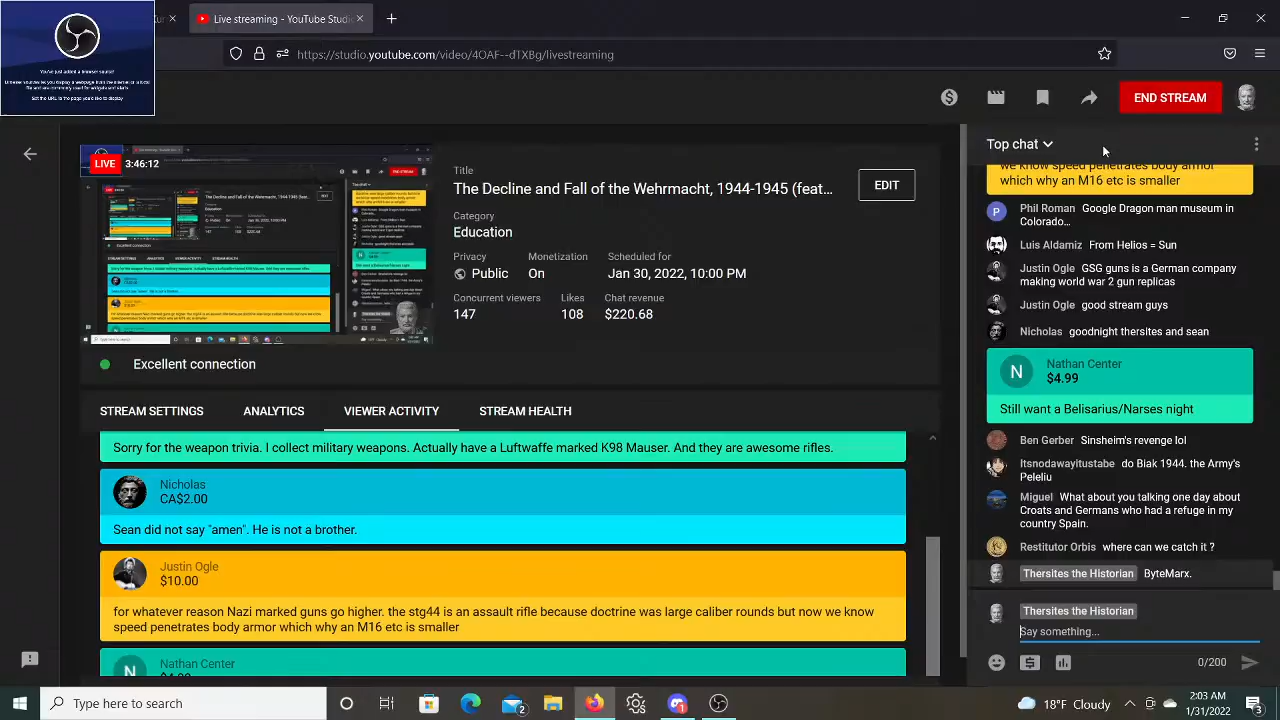 You've just added a browser source!
Live streaming - YouTube Studio
https://studio.youtube.com/video/4OAF--dTXBg/livestreaming
END STREAM
LIVE
3:46:12
Title
The Decline and Fall of the Wehrmacht, 1944-1945 (feat...
EDIT
Category
Education
Privacy
Monetization
Scheduled for
Public
On
Jan 30, 2022, 10:00 PM
Concurrent viewers
Likes
Chat revenue
147
$220.68
Excellent connection
STREAM SETTINGS
ANALYTICS
VIEWER ACTIVITY
STREAM HEALTH
Sorry for the weapon trivia. I collect military weapons. Actually have a Luftwaffe marked K98 Mauser. And they are awesome rifles.
Nicholas
CA$2.00
Sean did not say "amen". He is not a brother.
Justin Ogle
$10.00
for whatever reason Nazi marked guns go higher. the stg44 is an assault rifle because doctrine was large caliber rounds but now we know
speed penetrates body armor which why an M16 etc is smaller
N
Nathan Center
$4.99
Top chat
we know speed penetrates body armor
which why an M16 etc is smaller
P
Dragon man museum in
Colorado...
Luis Aldamiz From Helios = Sun
Justin Ogle is a German company
making gun replicas
Justin Ogle good stream guys
Nicholas goodnight thersites and sean
N
Nathan Center
$4.99
Still want a Belisarius/Narses night
Ben Gerber Sinsheim's revenge lol
Itsnodawayitustabe do Biak 1944. the Army's
Peleliu
Miguel What about you talking one day about
Croats and Germans who had a refuge in my
country Spain.
Restitutor Orbis where can we catch it ?
Thersites the Historian ByteMarx.
Thersites the Historian
Say something...
0/200
Type here to search
18°F Cloudy
2:03 AM
1/31/2022